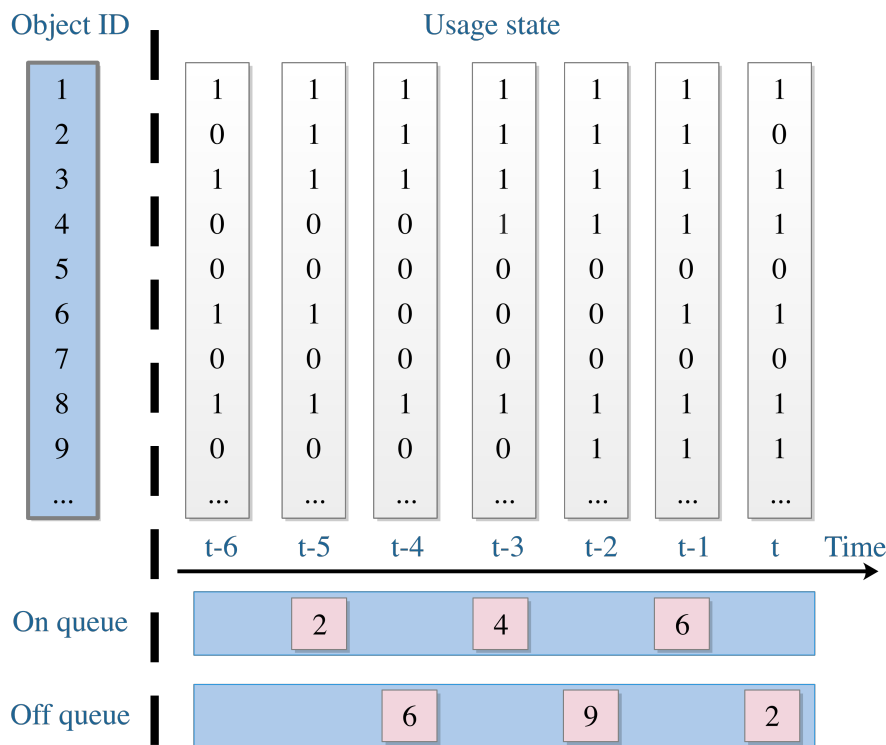 Object ID Usage state
1 1 1 1 1 1 1 1
2 0 1 1 1 1 1 0
3 1 1 1 1 1 1 1
4 0 0 0 1 1 1 1
5 0 0 0 0 0 0 0
6 1 1 0 0 0 1 1
7 0 0 0 0 0 0 0
8 1 1 1 1 1 1 1
9 0 0 0 0 1 1 1
... ... ... ... ... ... ... ...
t-6 t-5 t-4 t-3 t-2 t-1 t Time
On queue 2 4 6
Off queue 6 9 2